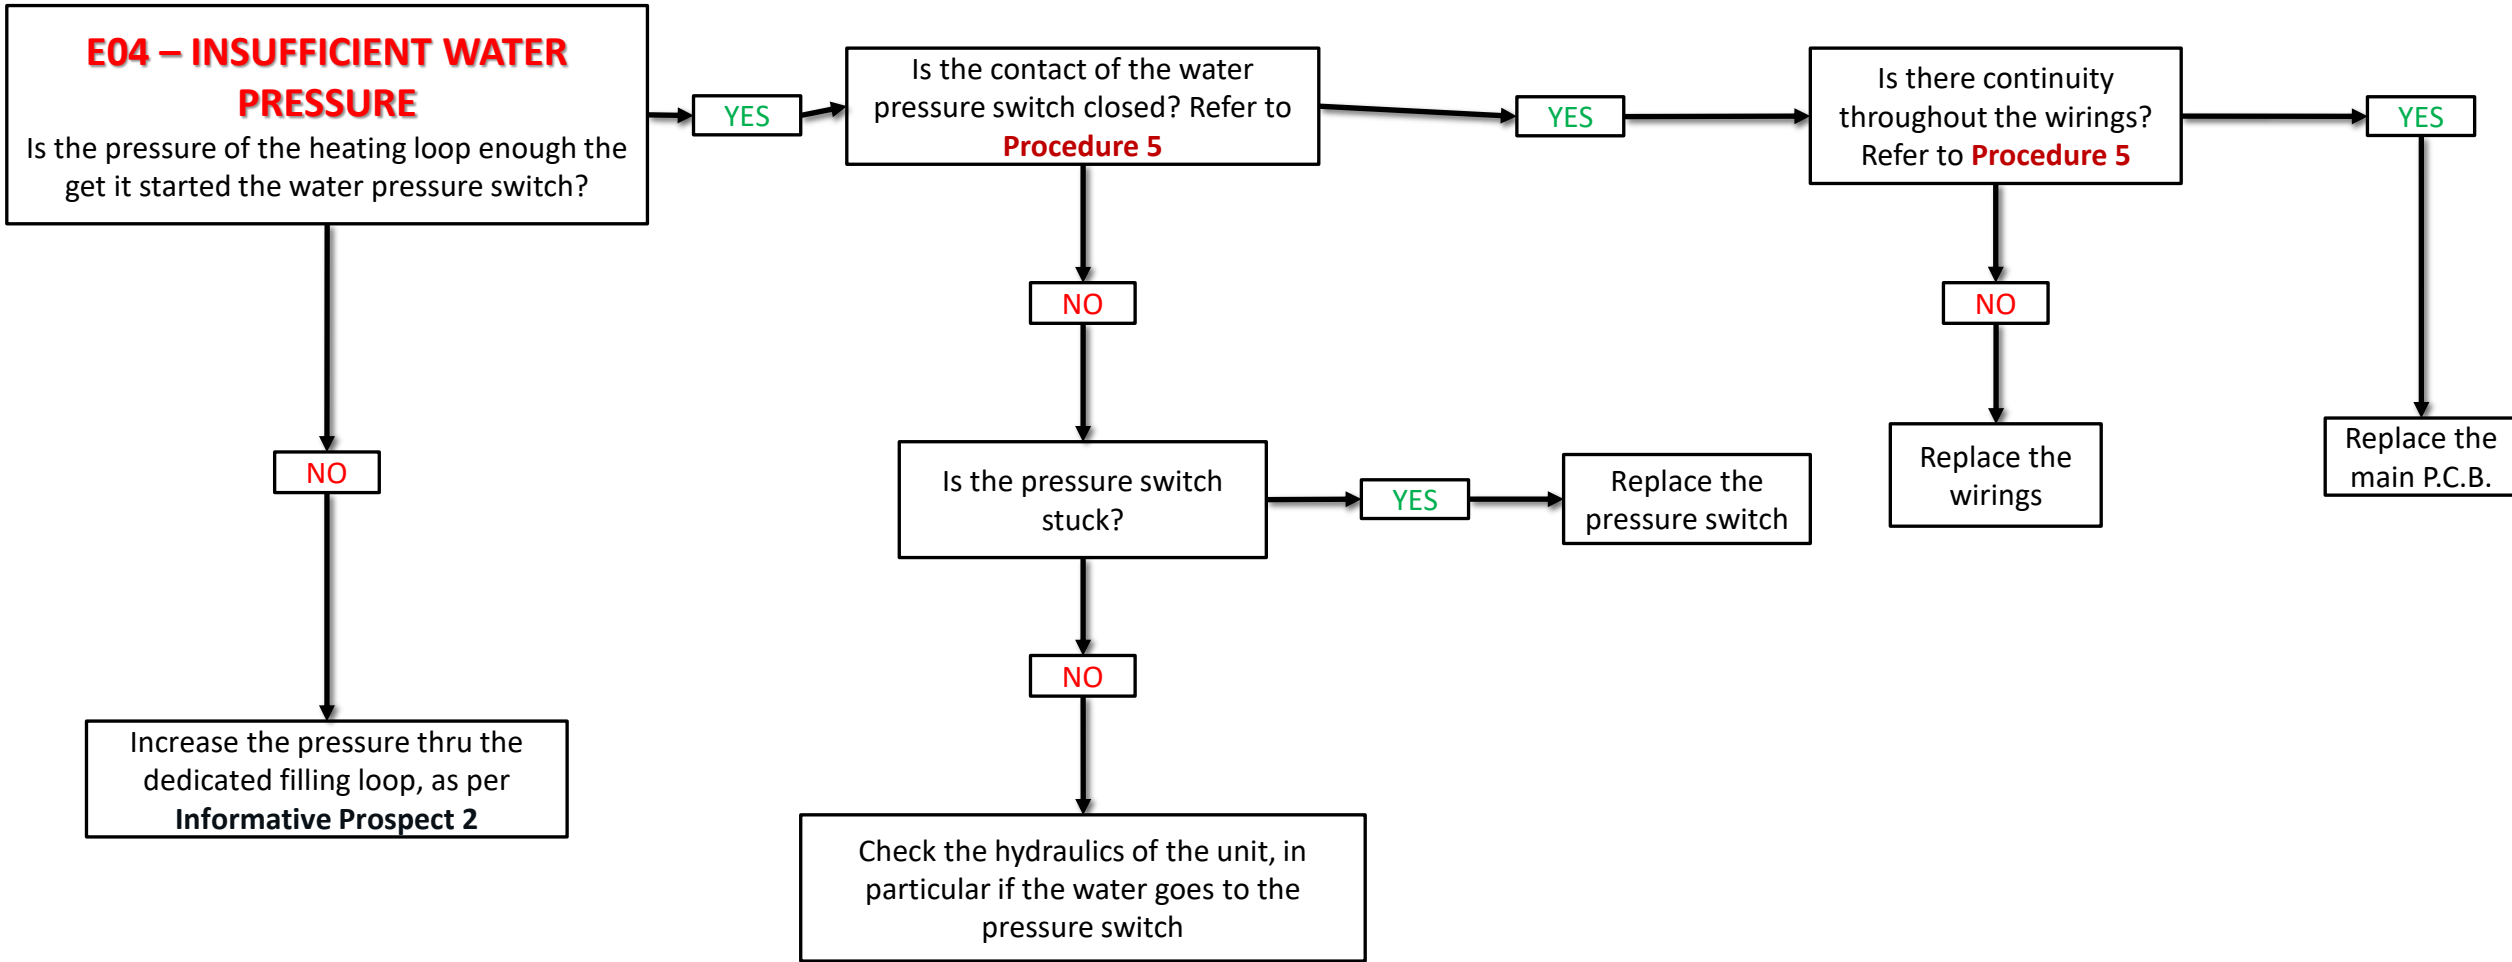 E04 – INSUFFICIENT WATER
PRESSURE
Is the pressure of the heating loop enough the
get it started the water pressure switch?
YES
Is the contact of the water
pressure switch closed? Refer to
Procedure 5
YES
Is there continuity
throughout the wirings?
Refer to Procedure 5
YES
NO
NO
NO
Is the pressure switch
stuck?
YES
Replace the
pressure switch
Replace the
wirings
Replace the
main P.C.B.
NO
Increase the pressure thru the
dedicated filling loop, as per
Informative Prospect 2
Check the hydraulics of the unit, in
particular if the water goes to the
pressure switch